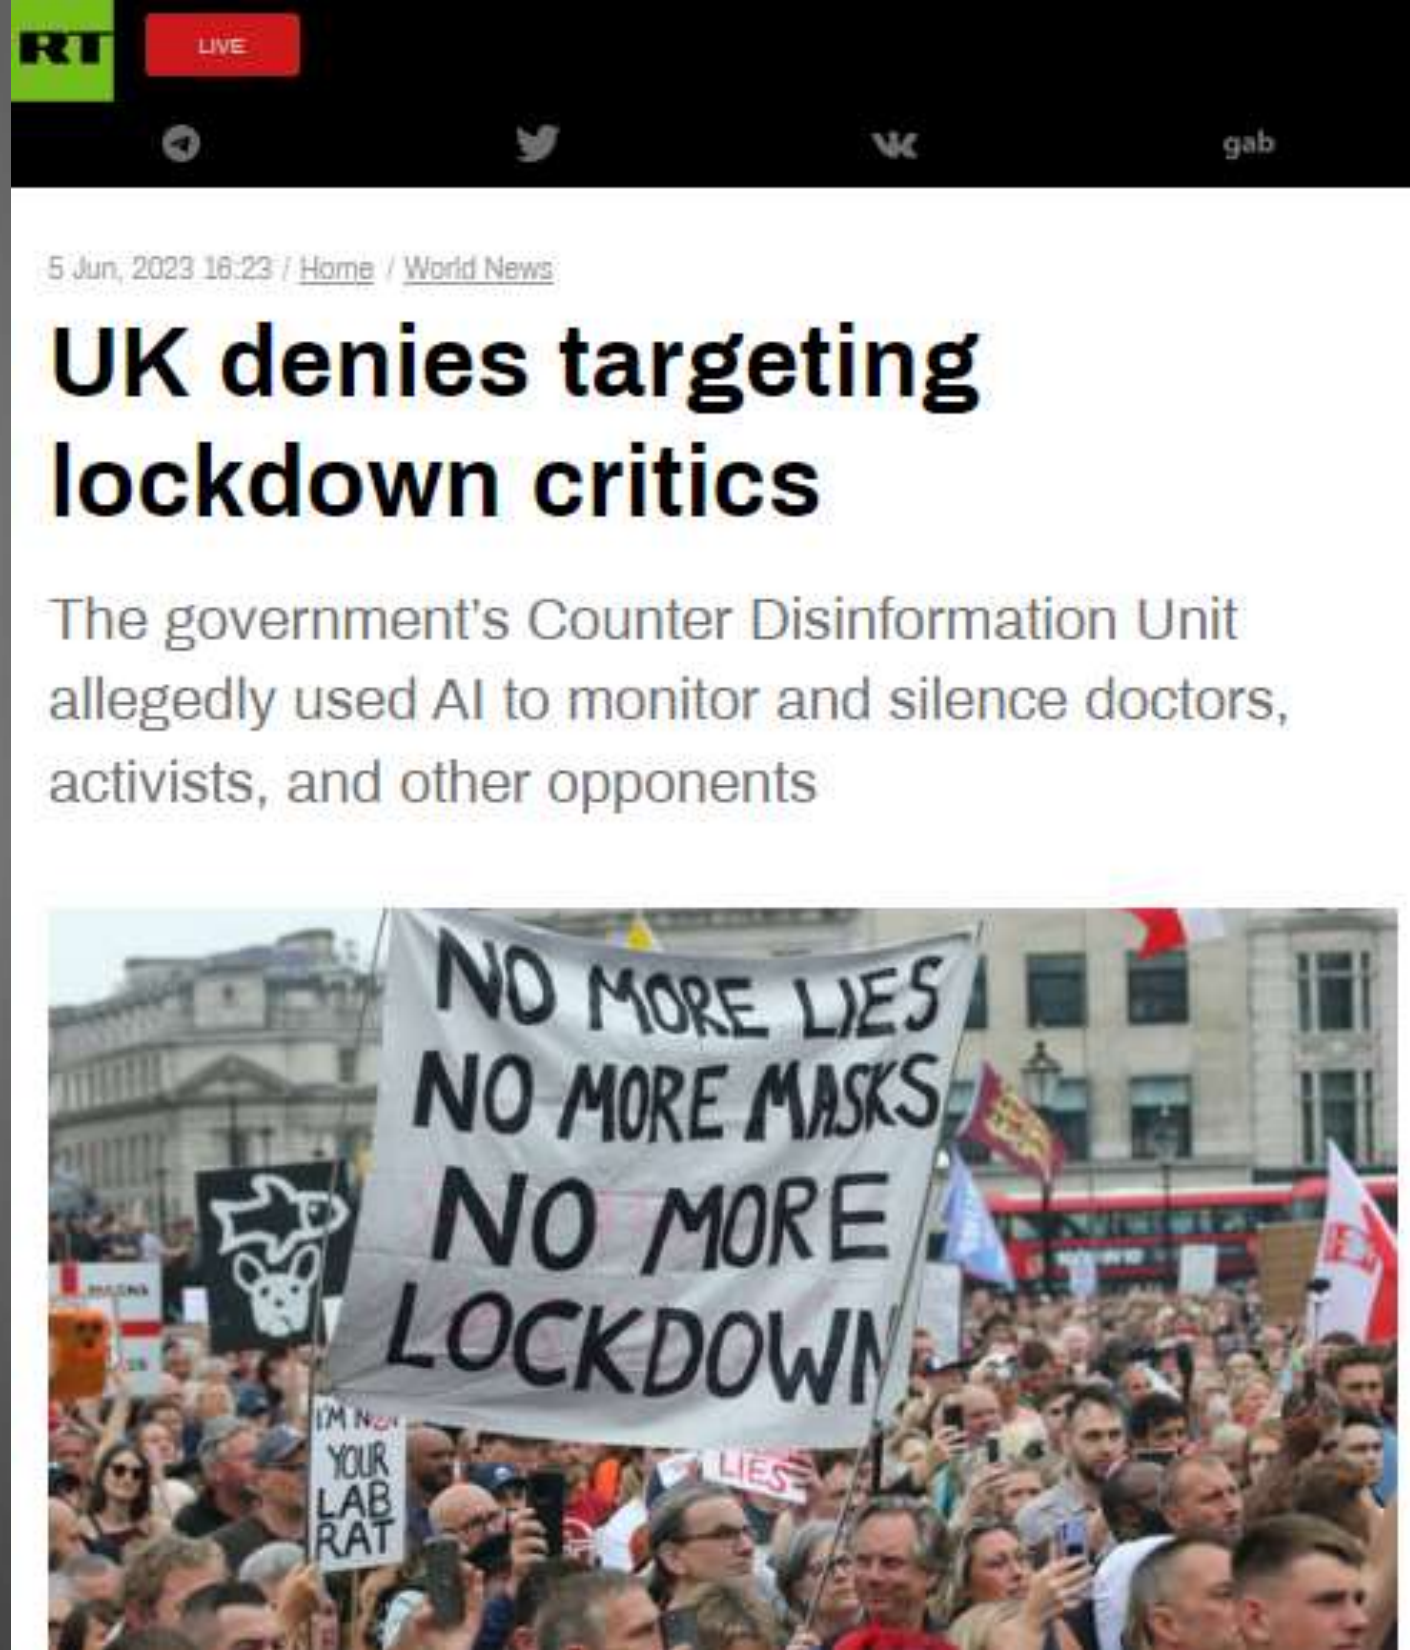 RT
LIVE
gab
5 Jun, 2023 16:23 / Home / World News
UK denies targeting
lockdown critics
The government's Counter Disinformation Unit
allegedly used AI to monitor and silence doctors,
activists, and other opponents
NO MORE LIES
NO MORE MASKS
NO MORE
LOCKDOWN
I'M NOT
YOUR
LAB
RAT
LIES